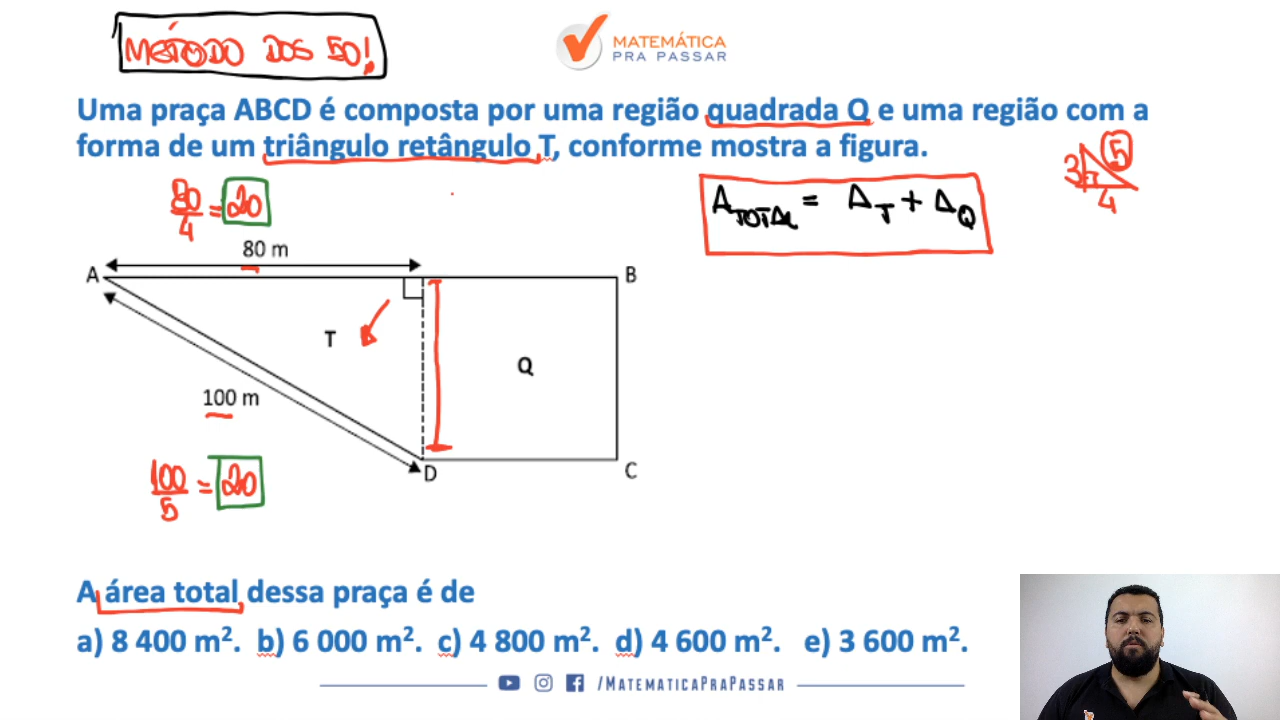 MÉTODO DOS 50!
MATEMÁTICA
PRA PASSAR
Uma praça ABCD é composta por uma região quadrada Q e uma região com a
forma de um triângulo retângulo T, conforme mostra a figura.
80/4 = 20
A_TOTAL = A_T + A_Q
3 5
4
80 m
A B
T
Q
100 m
D C
100/5 = 20
A área total dessa praça é de
a) 8 400 m². b) 6 000 m². c) 4 800 m². d) 4 600 m². e) 3 600 m².
/MATEMATICAPRAPASSAR